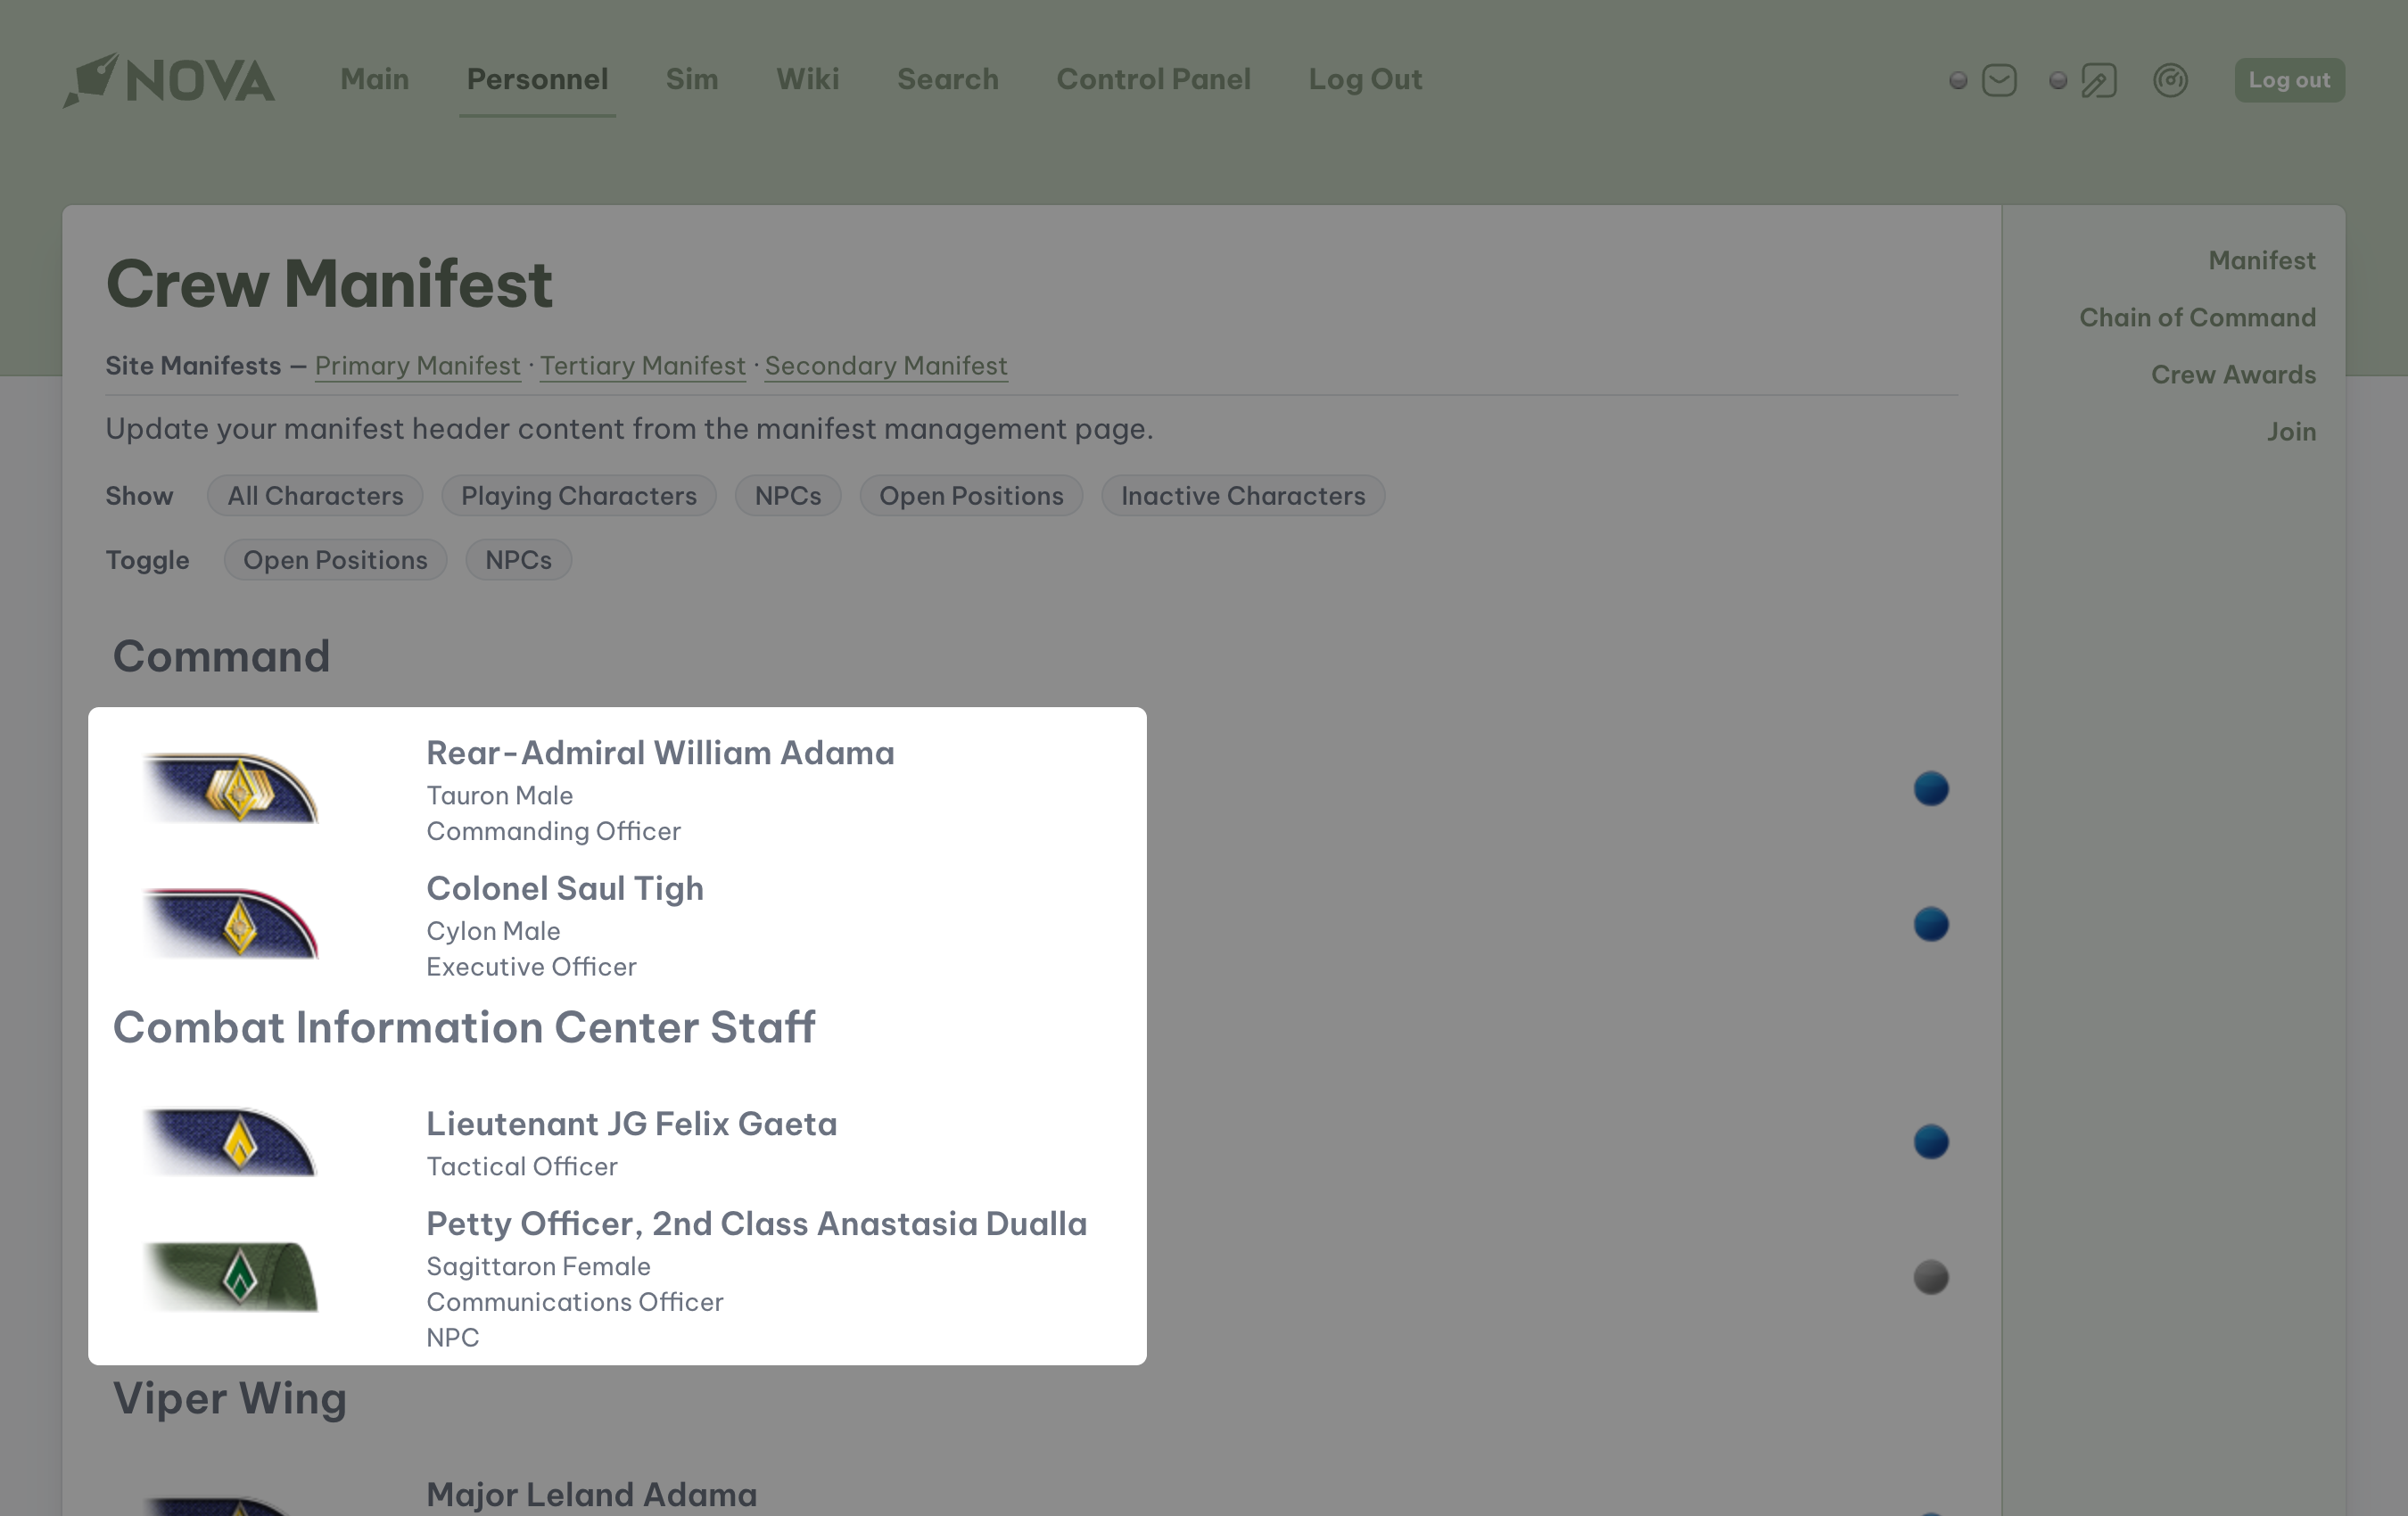 NOVA Main Personnel Sim Wiki Search Control Panel Log Out Log out
Crew Manifest
Site Manifests — Primary Manifest · Tertiary Manifest · Secondary Manifest
Update your manifest header content from the manifest management page.
Show All Characters Playing Characters NPCs Open Positions Inactive Characters
Toggle Open Positions NPCs
Command
Rear-Admiral William Adama
Tauron Male
Commanding Officer
Colonel Saul Tigh
Cylon Male
Executive Officer
Combat Information Center Staff
Lieutenant JG Felix Gaeta
Tactical Officer
Petty Officer, 2nd Class Anastasia Dualla
Sagittaron Female
Communications Officer
NPC
Viper Wing
Major Leland Adama
Manifest
Chain of Command
Crew Awards
Join